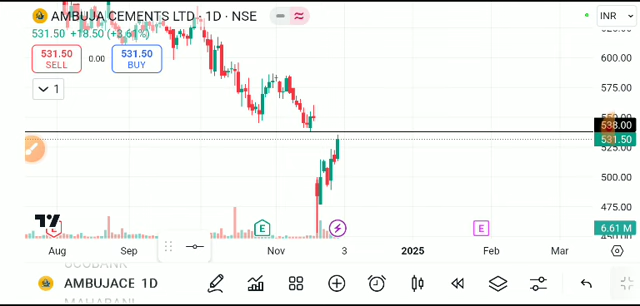 AMBUJA CEMENTS LTD · 1D · NSE
INR
531.50 +18.50 (+3.61%)
531.50 SELL 0.00 531.50 BUY
600.00
575.00
1
538.00
531.50
525.00
500.00
475.00
6.61 M
450.00
E E E
Aug Sep Nov 3 2025 Feb Mar
AMBUJACE 1D